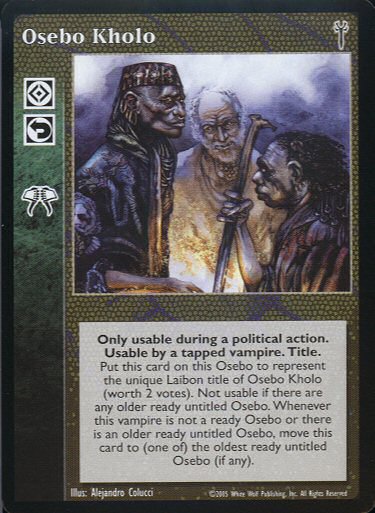 Osebo Kholo
Only usable during a political action.
Usable by a tapped vampire. Title.
Put this card on this Osebo to represent
the unique Laibon title of Osebo Kholo
(worth 2 votes). Not usable if there are
any older ready untitled Osebo. Whenever
this vampire is not a ready Osebo or there
is an older ready untitled Osebo, move this
card to (one of) the oldest ready untitled
Osebo (if any).
Illus: Alejandro Colucci ©2005 White Wolf Publishing, Inc. All Rights Reserved